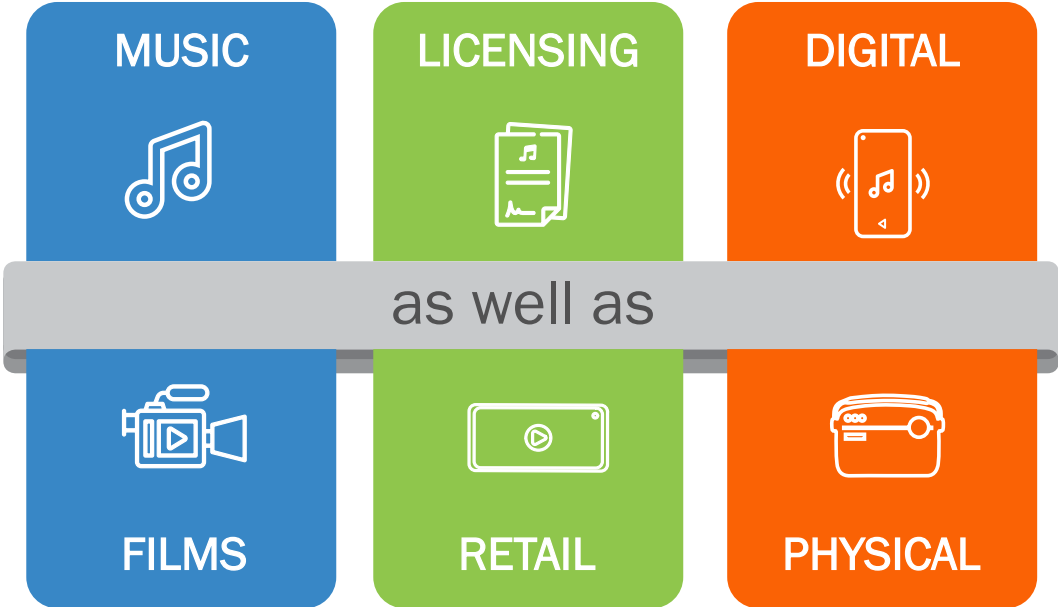 MUSIC
LICENSING
DIGITAL
as well as
FILMS
RETAIL
PHYSICAL